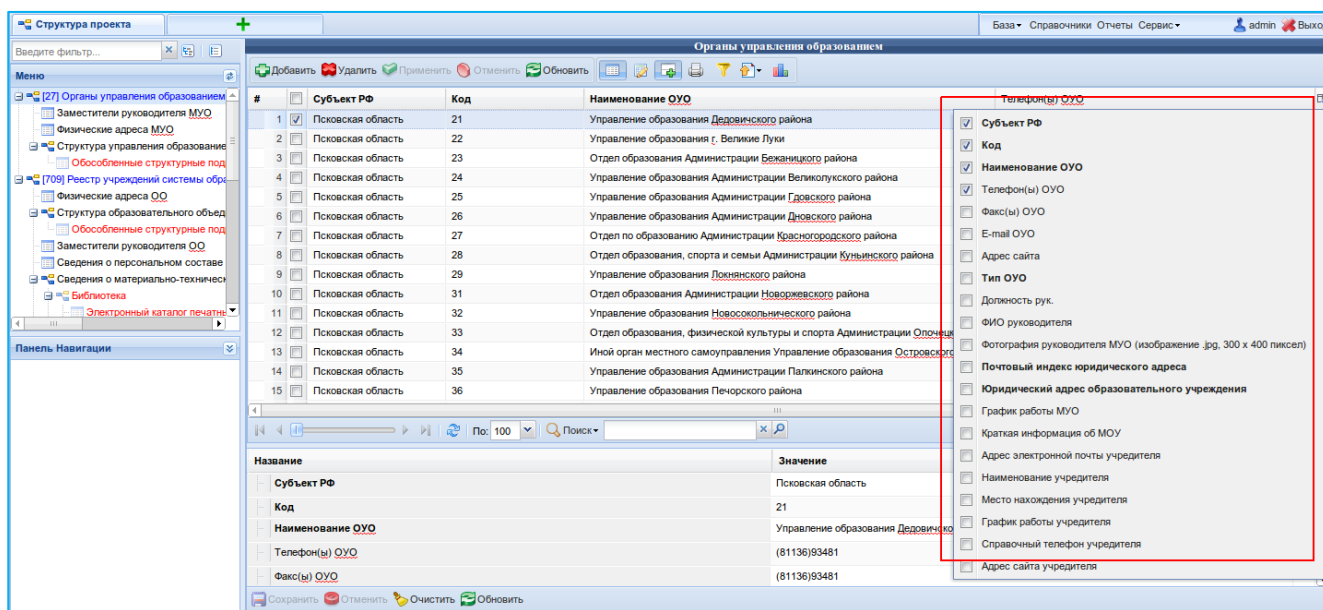 Структура проекта
База Справочники Отчеты Сервис admin Выхо
Введите фильтр...
Органы управления образованием
Меню
Добавить Удалить Применить Отменить Обновить
[27] Органы управления образованием
Заместители руководителя МУО
Физические адреса МУО
Структура управления образование
Обособленные структурные под
[709] Реестр учреждений системы обра
Физические адреса ОО
Структура образовательного объед
Обособленные структурные под
Заместители руководителя ОО
Сведения о персональном составе
Сведения о материально-техническ
Библиотека
Электронный каталог печатнь
Панель Навигации
# Субъект РФ Код Наименование ОУО Телефон(ы) ОУО
1 Псковская область 21 Управление образования Дедовичского района
2 Псковская область 22 Управление образования г. Великие Луки
3 Псковская область 23 Отдел образования Администрации Бежаницкого района
4 Псковская область 24 Управление образования Администрации Великолукского района
5 Псковская область 25 Управление образования Администрации Гдовского района
6 Псковская область 26 Управление образования Администрации Дновского района
7 Псковская область 27 Отдел по образованию Администрации Красногородского района
8 Псковская область 28 Отдел образования, спорта и семьи Администрации Куньинского района
9 Псковская область 29 Управление образования Локнянского района
10 Псковская область 31 Отдел образования Администрации Новоржевского района
11 Псковская область 32 Управление образования Новосокольнического района
12 Псковская область 33 Отдел образования, физической культуры и спорта Администрации Опочецк
13 Псковская область 34 Иной орган местного самоуправления Управление образования Островского
14 Псковская область 35 Управление образования Администрации Палкинского района
15 Псковская область 36 Управление образования Печорского района
Субъект РФ
Код
Наименование ОУО
Телефон(ы) ОУО
Факс(ы) ОУО
E-mail ОУО
Адрес сайта
Тип ОУО
Должность рук.
ФИО руководителя
Фотография руководителя МУО (изображение .jpg, 300 x 400 пиксел)
Почтовый индекс юридического адреса
Юридический адрес образовательного учреждения
График работы МУО
Краткая информация об МОУ
Адрес электронной почты учредителя
Наименование учредителя
Место нахождения учредителя
График работы учредителя
Справочный телефон учредителя
Адрес сайта учредителя
По: 100 Поиск
Название Значение
Субъект РФ Псковская область
Код 21
Наименование ОУО Управление образования Дедовичско
Телефон(ы) ОУО (81136)93481
Факс(ы) ОУО (81136)93481
Сохранить Отменить Очистить Обновить